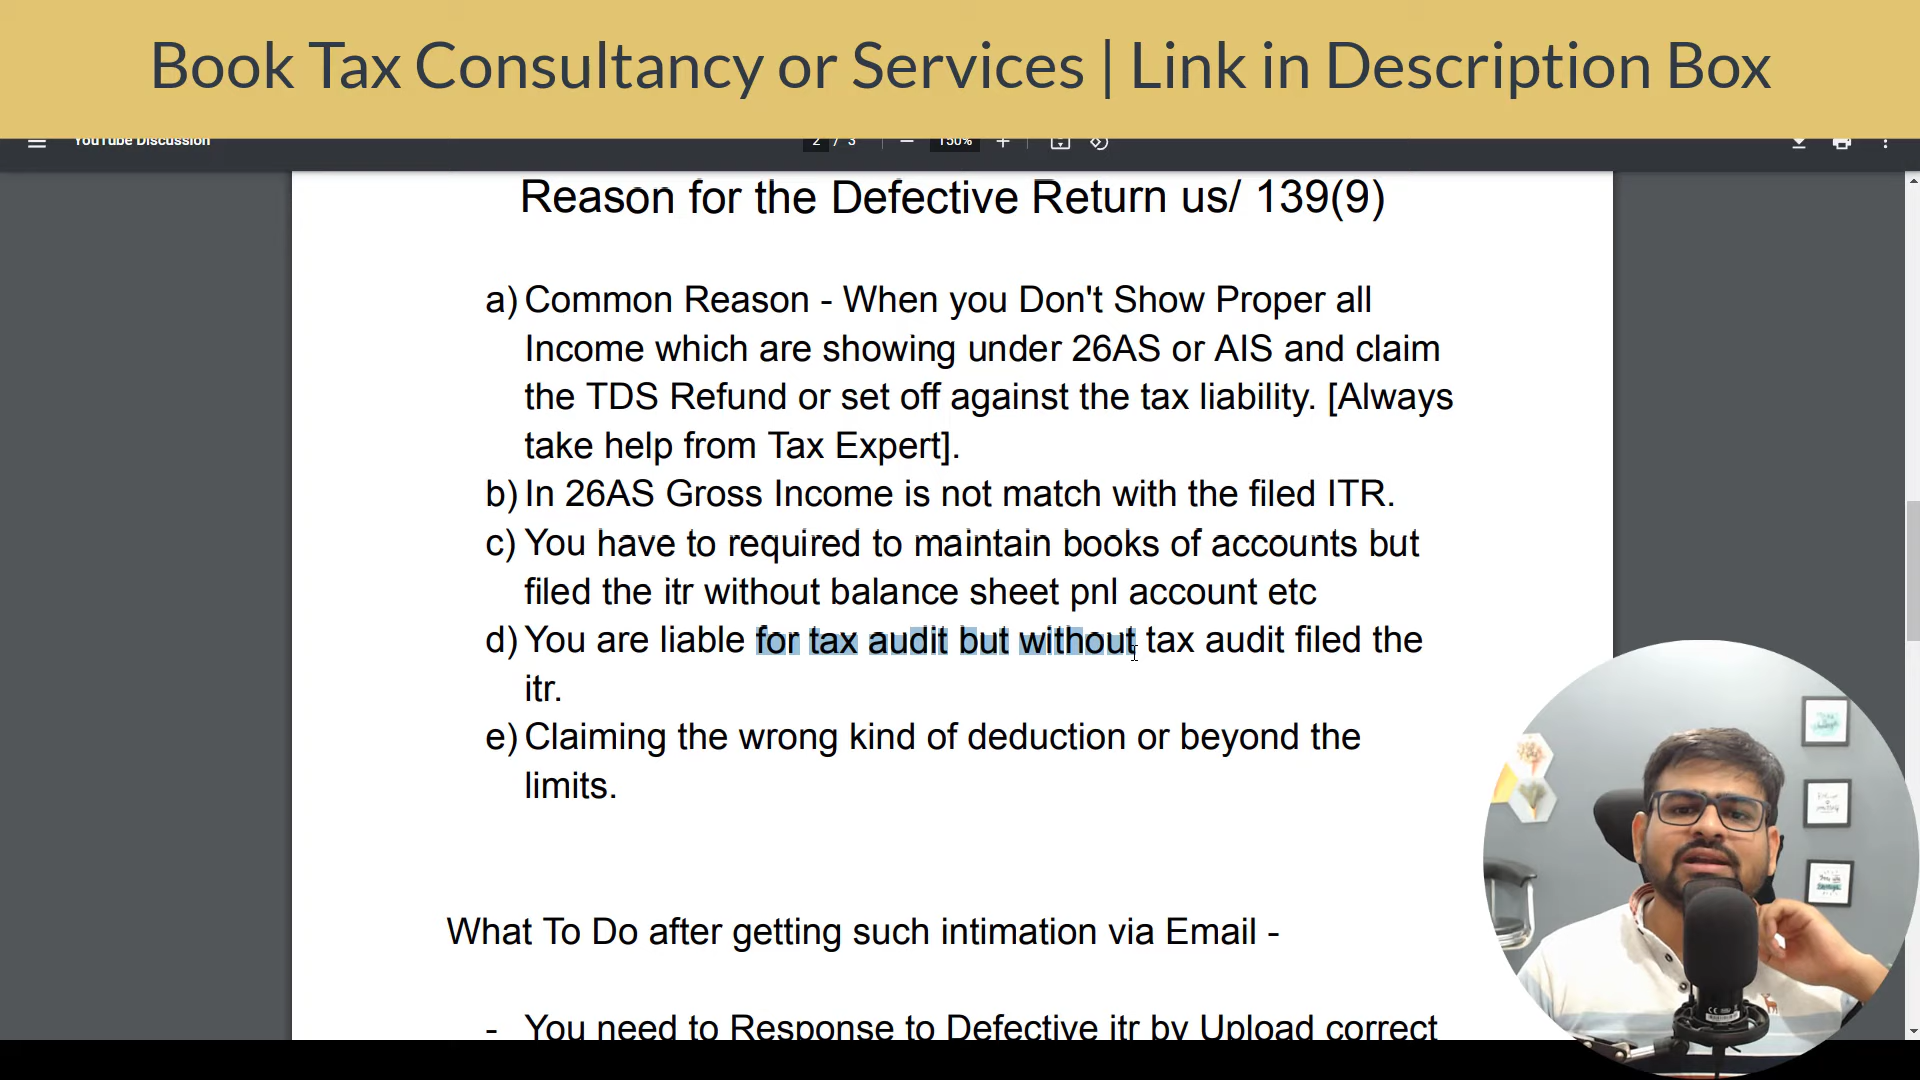 Book Tax Consultancy or Services | Link in Description Box
YouTube Discussion
2 / 3
150%
Reason for the Defective Return us/ 139(9)
a) Common Reason - When you Don't Show Proper all
Income which are showing under 26AS or AIS and claim
the TDS Refund or set off against the tax liability. [Always
take help from Tax Expert].
b) In 26AS Gross Income is not match with the filed ITR.
c) You have to required to maintain books of accounts but
filed the itr without balance sheet pnl account etc
d) You are liable for tax audit but without tax audit filed the
itr.
e) Claiming the wrong kind of deduction or beyond the
limits.
What To Do after getting such intimation via Email -
- You need to Response to Defective itr by Upload correct